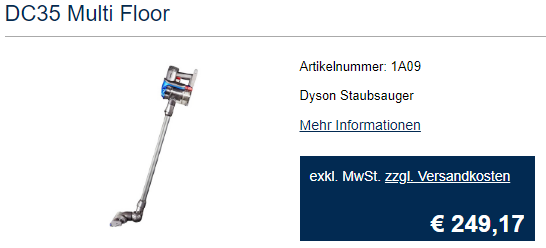 DC35 Multi Floor
Artikelnummer: 1A09
Dyson Staubsauger
Mehr Informationen
exkl. MwSt. zzgl. Versandkosten
€ 249,17